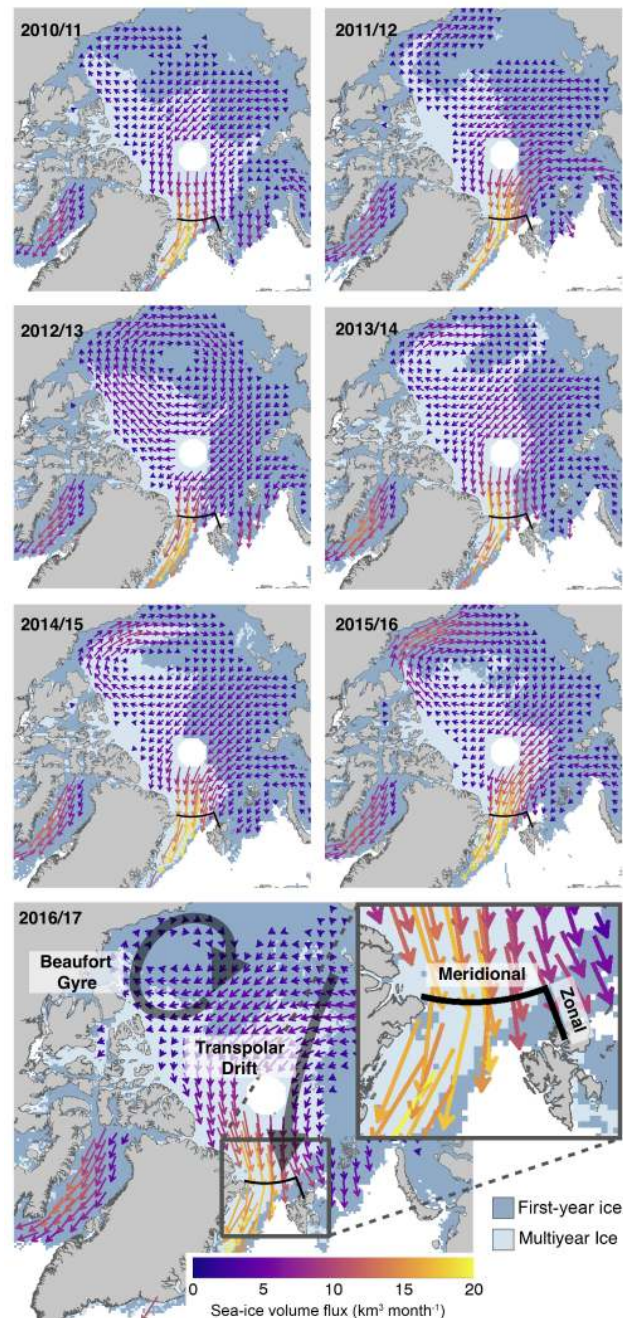 2010/11
2011/12
2012/13
2013/14
2014/15
2015/16
2016/17
Beaufort
Gyre
Transpolar
Drift
Meridional
Zonal
First-year ice
Multiyear Ice
0 5 10 15 20
Sea-ice volume flux (km³ month⁻¹)